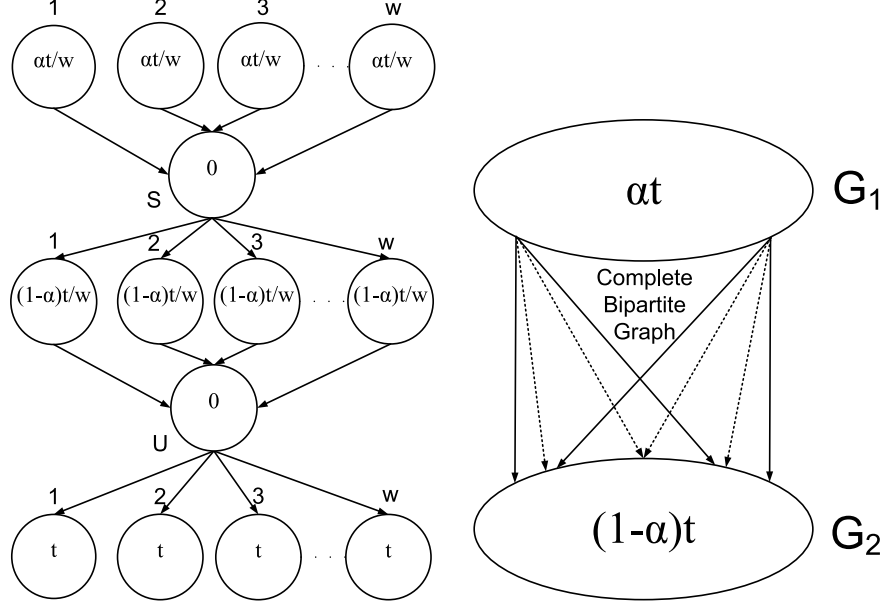 1 2 3 w
αt/w αt/w αt/w . . . αt/w
0
S
1 2 3 w
(1-α)t/w (1-α)t/w (1-α)t/w . . . (1-α)t/w
0
U
1 2 3 w
t t t . . . t
αt G1
Complete
Bipartite
Graph
(1-α)t G2